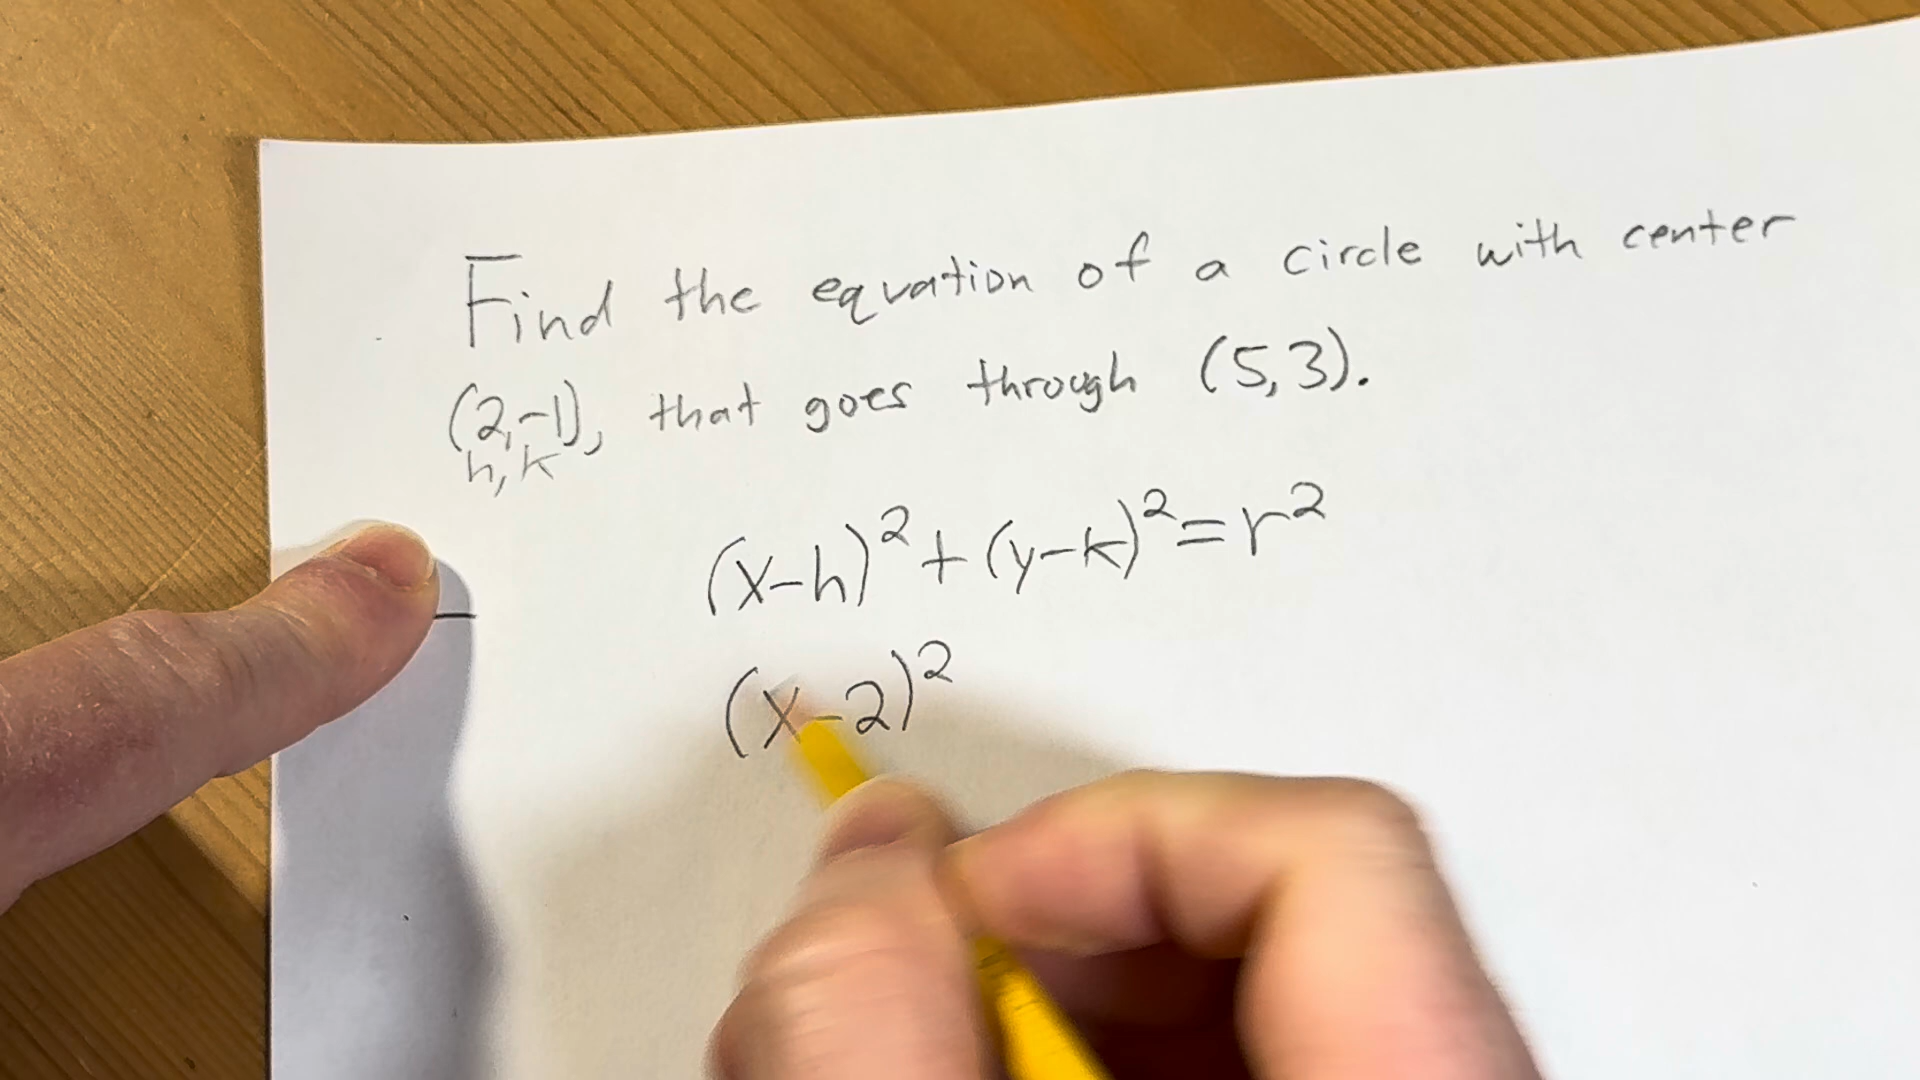 Find the equation of a circle with center
(2,-1), that goes through (5,3).
h, k
(x-h)²+(y-k)²=r²
(x-2)²